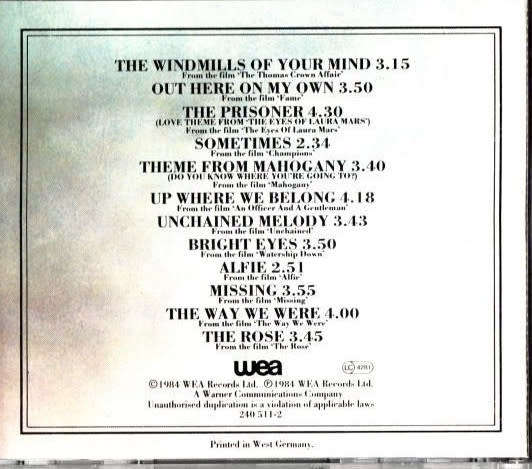 THE WINDMILLS OF YOUR MIND 3.15
From the film 'The Thomas Crown Affair'
OUT HERE ON MY OWN 3.50
From the film 'Fame'
THE PRISONER 4.30
(LOVE THEME FROM 'THE EYES OF LAURA MARS')
From the film 'The Eyes Of Laura Mars'
SOMETIMES 2.34
From the film 'Champions'
THEME FROM MAHOGANY 3.40
(DO YOU KNOW WHERE YOU'RE GOING TO?)
From the film 'Mahogany'
UP WHERE WE BELONG 4.18
From the film 'An Officer And A Gentleman'
UNCHAINED MELODY 3.43
From the film 'Unchained'
BRIGHT EYES 3.50
From the film 'Watership Down'
ALFIE 2.51
From the film 'Alfie'
MISSING 3.55
From the film 'Missing'
THE WAY WE WERE 4.00
From the film 'The Way We Were'
THE ROSE 3.45
From the film 'The Rose'
wea
LC 4281
©1984 WEA Records Ltd. ℗1984 WEA Records Ltd.
A Warner Communications Company
Unauthorised duplication is a violation of applicable laws
240 511-2
Printed in West Germany.